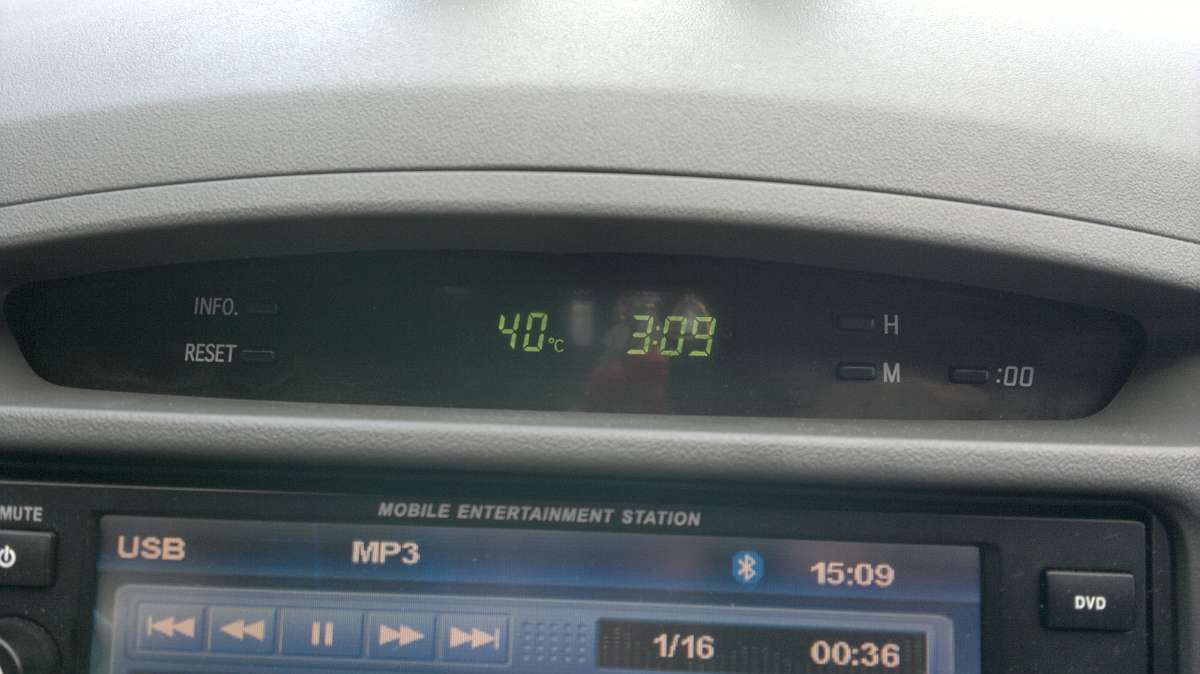 INFO.
RESET
40°C 3:09
H
M :00
MUTE
MOBILE ENTERTAINMENT STATION
USB MP3 15:09
DVD
1/16 00:36